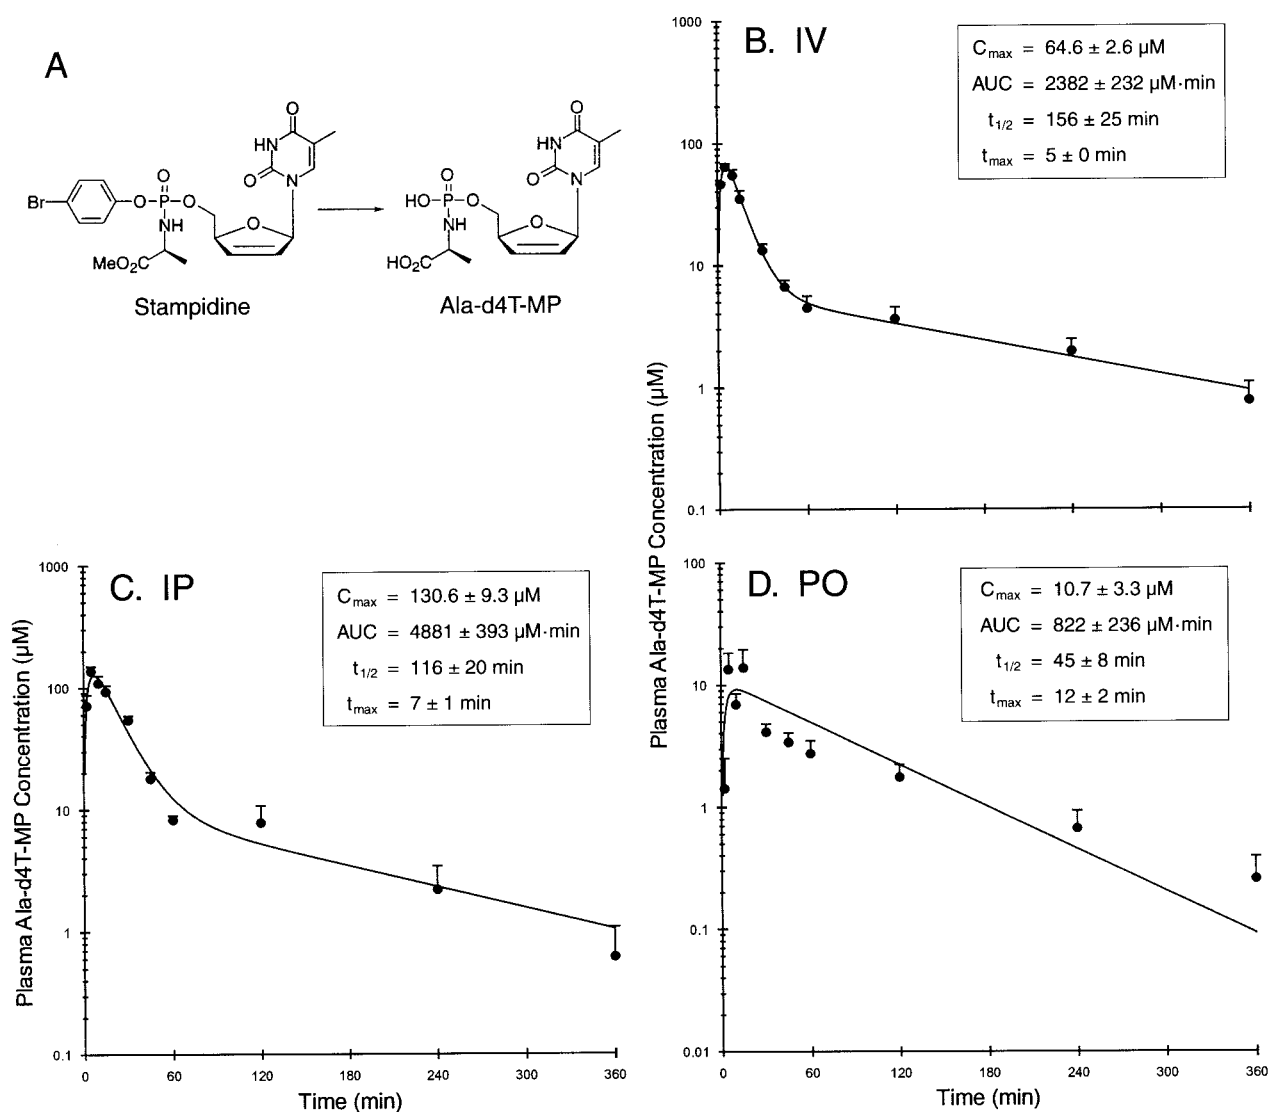 A
O
NH
O
N
Br
O
P
O
O
NH
MeO₂C
O
Stampidine
O
NH
O
N
HO
P
O
O
NH
HO₂C
O
Ala-d4T-MP
B. IV
Cmax = 64.6 ± 2.6 µM
AUC = 2382 ± 232 µM·min
t1/2 = 156 ± 25 min
tmax = 5 ± 0 min
1000
100
10
1
0.1
Plasma Ala-d4T-MP Concentration (µM)
C. IP
Cmax = 130.6 ± 9.3 µM
AUC = 4881 ± 393 µM·min
t1/2 = 116 ± 20 min
tmax = 7 ± 1 min
1000
100
10
1
0.1
0 60 120 180 240 300 360
Time (min)
Plasma Ala-d4T-MP Concentration (µM)
D. PO
Cmax = 10.7 ± 3.3 µM
AUC = 822 ± 236 µM·min
t1/2 = 45 ± 8 min
tmax = 12 ± 2 min
100
10
1
0.1
0.01
0 60 120 180 240 300 360
Time (min)